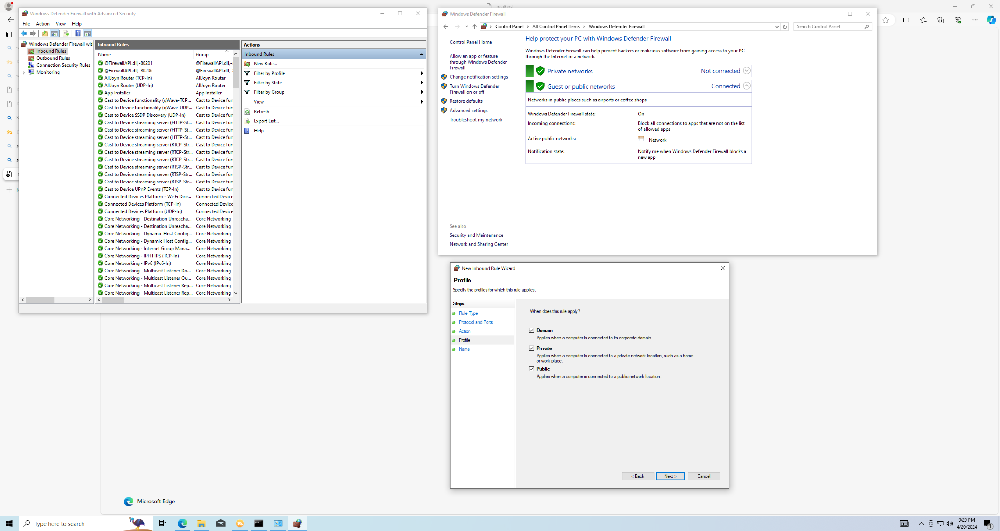 localhost
Windows Defender Firewall with Advanced Security
File Action View Help
Windows Defender Firewall wit
Inbound Rules
Outbound Rules
Connection Security Rules
Monitoring
Inbound Rules
Name Group
@FirewallAPI.dll,-80201 @FirewallAPI.dll,-
@FirewallAPI.dll,-80206 @FirewallAPI.dll,-
AllJoyn Router (TCP-In) AllJoyn Router
AllJoyn Router (UDP-In) AllJoyn Router
App Installer App Installer
Cast to Device functionality (qWave-TCP... Cast to Device fur
Cast to Device functionality (qWave-UDP... Cast to Device fur
Cast to Device SSDP Discovery (UDP-In) Cast to Device fur
Cast to Device streaming server (HTTP-St... Cast to Device fur
Cast to Device streaming server (HTTP-St... Cast to Device fur
Cast to Device streaming server (HTTP-St... Cast to Device fur
Cast to Device streaming server (RTCP-Str... Cast to Device fur
Cast to Device streaming server (RTCP-Str... Cast to Device fur
Cast to Device streaming server (RTCP-Str... Cast to Device fur
Cast to Device streaming server (RTSP-Str... Cast to Device fur
Cast to Device streaming server (RTSP-Str... Cast to Device fur
Cast to Device streaming server (RTSP-Str... Cast to Device fur
Cast to Device UPnP Events (TCP-In) Cast to Device fur
Connected Devices Platform - Wi-Fi Dire... Connected Device
Connected Devices Platform (TCP-In) Connected Device
Connected Devices Platform (UDP-In) Connected Device
Core Networking - Destination Unreacha... Core Networking
Core Networking - Destination Unreacha... Core Networking
Core Networking - Dynamic Host Config... Core Networking
Core Networking - Dynamic Host Config... Core Networking
Core Networking - Internet Group Mana... Core Networking
Core Networking - IPHTTPS (TCP-In) Core Networking
Core Networking - IPv6 (IPv6-In) Core Networking
Core Networking - Multicast Listener Do... Core Networking
Core Networking - Multicast Listener Qu... Core Networking
Core Networking - Multicast Listener Rep... Core Networking
Core Networking - Multicast Listener Rep... Core Networking
Actions
Inbound Rules
New Rule...
Filter by Profile
Filter by State
Filter by Group
View
Refresh
Export List...
Help
Windows Defender Firewall
Control Panel > All Control Panel Items > Windows Defender Firewall
Search Control Panel
Control Panel Home
Allow an app or feature
through Windows Defender
Firewall
Change notification settings
Turn Windows Defender
Firewall on or off
Restore defaults
Advanced settings
Troubleshoot my network
See also
Security and Maintenance
Network and Sharing Center
Help protect your PC with Windows Defender Firewall
Windows Defender Firewall can help prevent hackers or malicious software from gaining access to your PC
through the Internet or a network.
Private networks Not connected
Guest or public networks Connected
Networks in public places such as airports or coffee shops
Windows Defender Firewall state: On
Incoming connections: Block all connections to apps that are not on the list
of allowed apps
Active public networks: Network
Notification state: Notify me when Windows Defender Firewall blocks a
new app
New Inbound Rule Wizard
Profile
Specify the profiles for which this rule applies.
Steps:
Rule Type
Protocol and Ports
Action
Profile
Name
When does this rule apply?
Domain
Applies when a computer is connected to its corporate domain.
Private
Applies when a computer is connected to a private network location, such as a home
or work place.
Public
Applies when a computer is connected to a public network location.
< Back Next > Cancel
Microsoft Edge
Type here to search
9:29 PM
4/20/2024
1